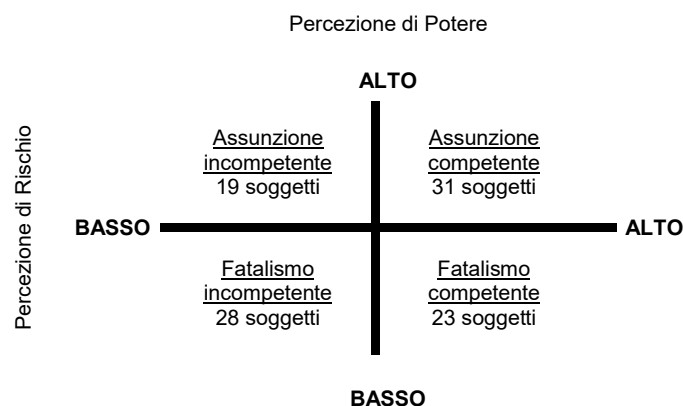 Percezione di Potere
ALTO
Percezione di Rischio
Assunzione
incompetente
19 soggetti
Assunzione
competente
31 soggetti
BASSO
ALTO
Fatalismo
incompetente
28 soggetti
Fatalismo
competente
23 soggetti
BASSO